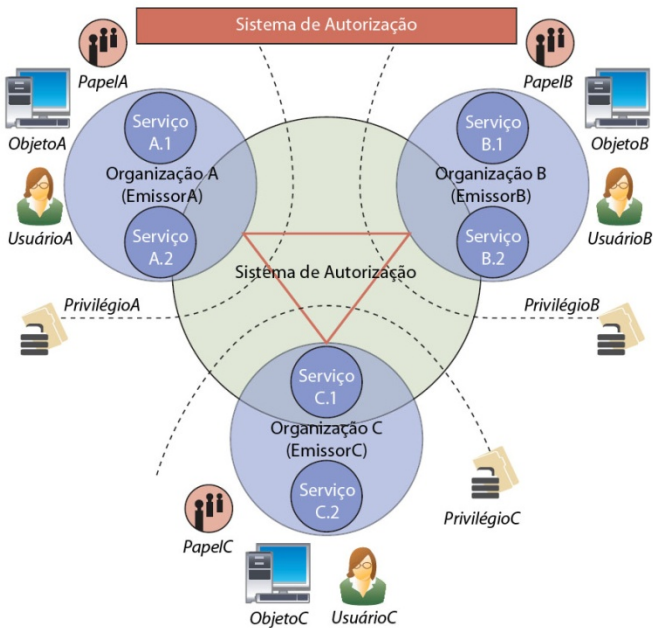 Sistema de Autorização
PapelA
PapelB
ObjetoA
Serviço
A.1
Serviço
B.1
ObjetoB
Organização A
(EmissorA)
Organização B
(EmissorB)
UsuárioA
Serviço
A.2
Serviço
B.2
UsuárioB
Sistema de Autorização
PrivilégioA
PrivilégioB
Serviço
C.1
Organização C
(EmissorC)
Serviço
C.2
PapelC
PrivilégioC
ObjetoC
UsuárioC